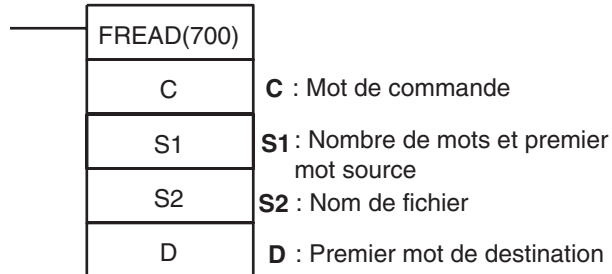 FREAD(700)
C
C : Mot de commande
S1
S1 : Nombre de mots et premier
mot source
S2
S2 : Nom de fichier
D
D : Premier mot de destination